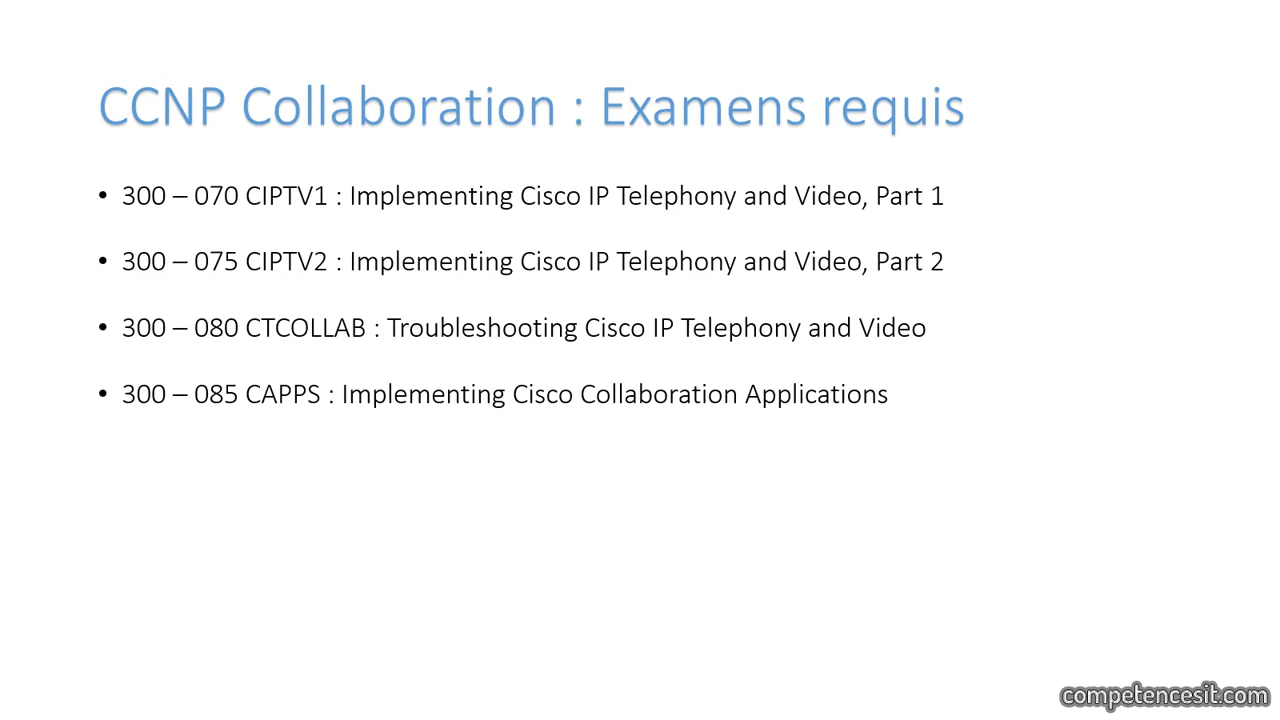 CCNP Collaboration : Examens requis
• 300 – 070 CIPTV1 : Implementing Cisco IP Telephony and Video, Part 1
• 300 – 075 CIPTV2 : Implementing Cisco IP Telephony and Video, Part 2
• 300 – 080 CTCOLLAB : Troubleshooting Cisco IP Telephony and Video
• 300 – 085 CAPPS : Implementing Cisco Collaboration Applications
competencesit.com